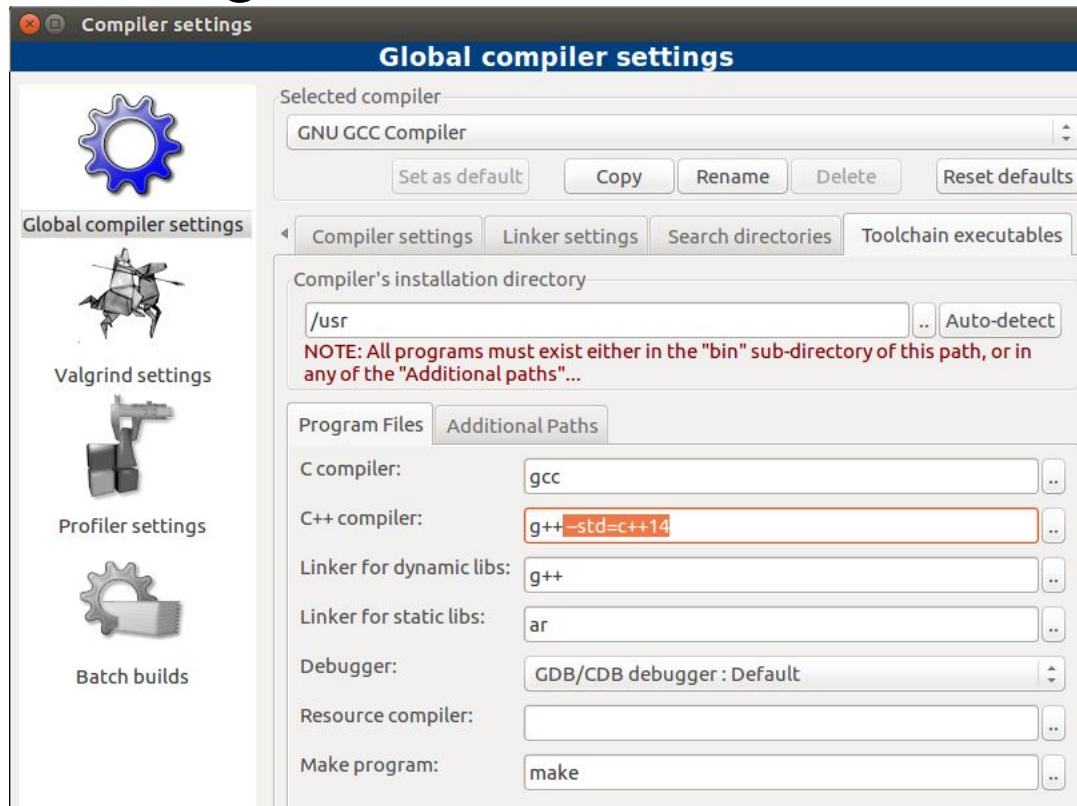 Compiler settings
Global compiler settings
Selected compiler
GNU GCC Compiler
Set as default Copy Rename Delete Reset defaults
Global compiler settings
Compiler settings Linker settings Search directories Toolchain executables
Compiler's installation directory
/usr .. Auto-detect
NOTE: All programs must exist either in the "bin" sub-directory of this path, or in
any of the "Additional paths"...
Valgrind settings
Program Files Additional Paths
C compiler: gcc ..
C++ compiler: g++ –std=c++14 ..
Profiler settings
Linker for dynamic libs: g++ ..
Linker for static libs: ar ..
Debugger: GDB/CDB debugger : Default
Batch builds
Resource compiler: ..
Make program: make ..